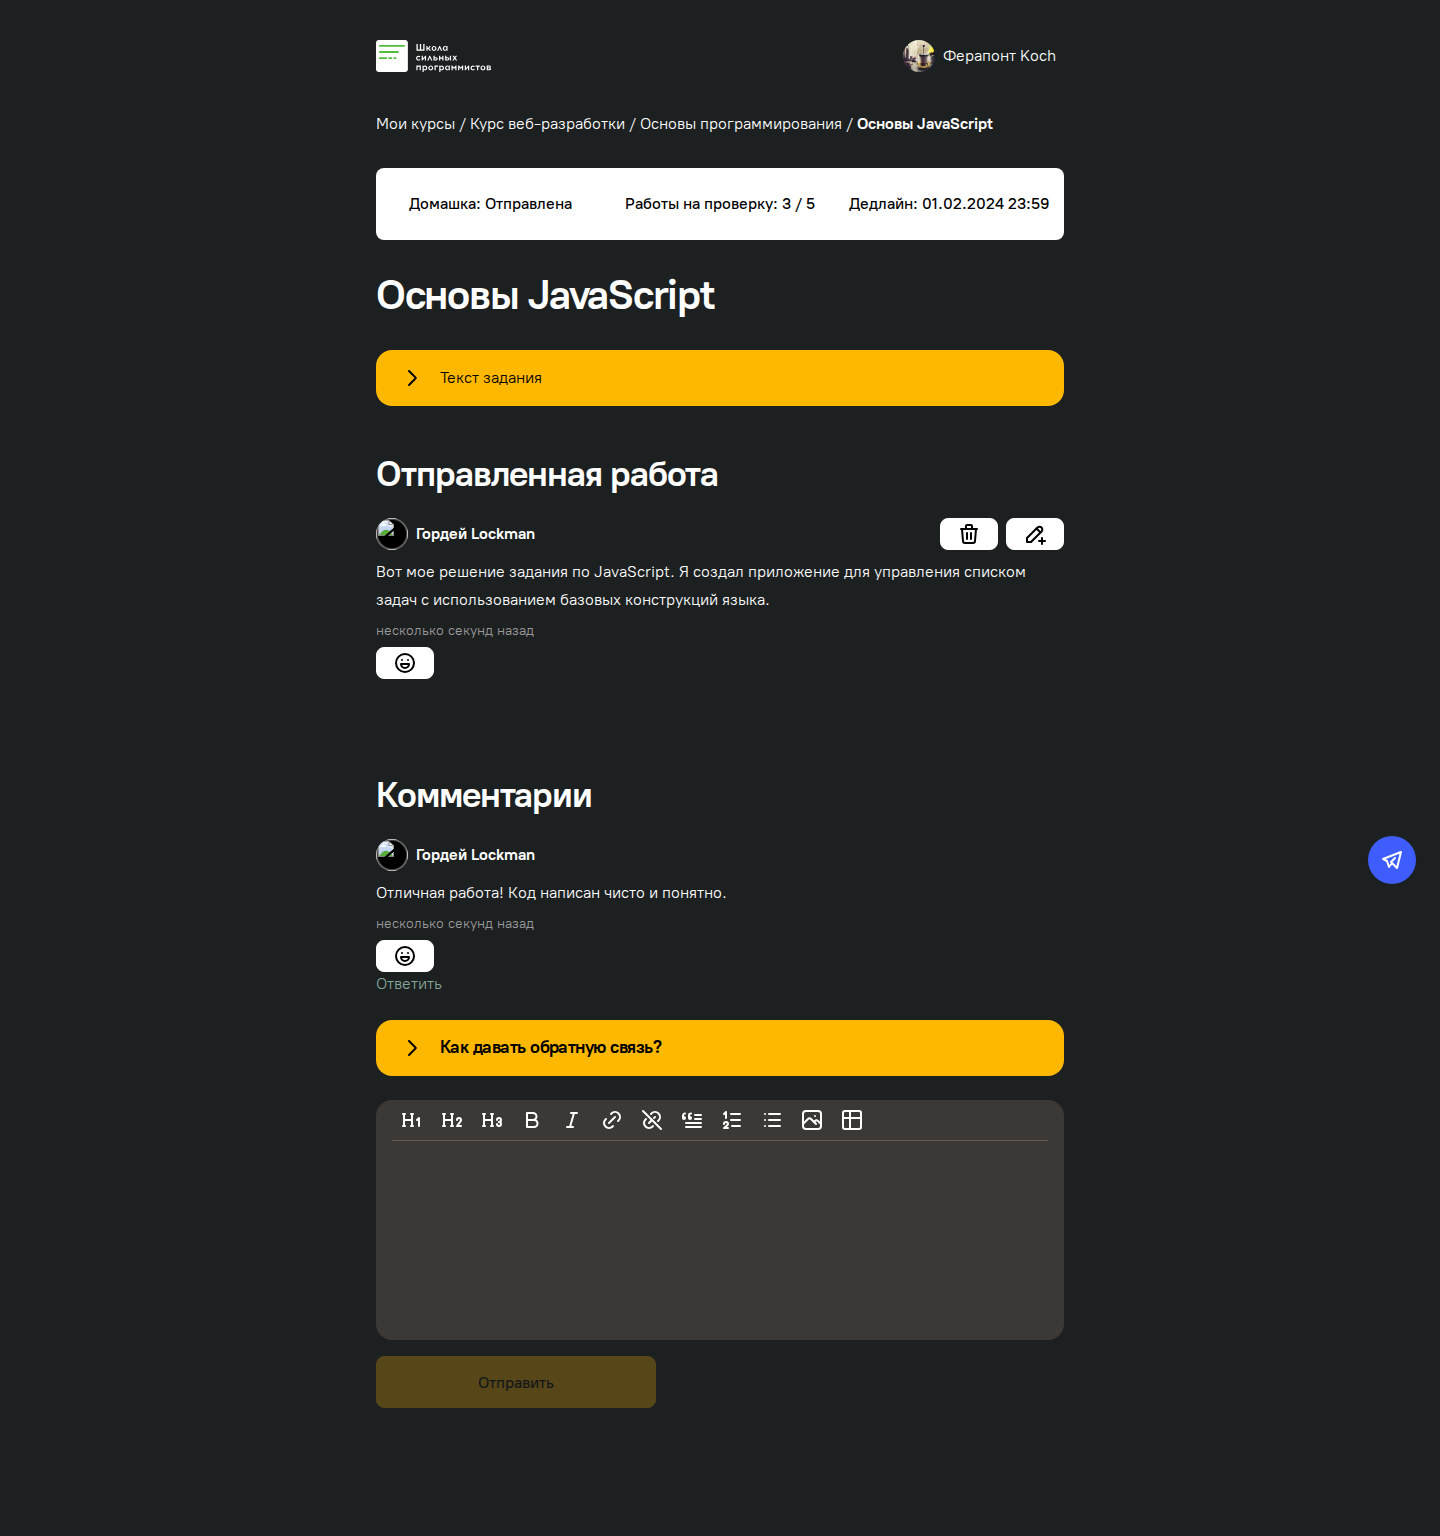 Школа
сильных
программистов
Ферапонт Koch
Мои курсы / Курс веб-разработки / Основы программирования / Основы JavaScript
Домашка: Отправлена
Работы на проверку: 3 / 5
Дедлайн: 01.02.2024 23:59
Основы JavaScript
Текст задания
Отправленная работа
Гордей Lockman
Вот мое решение задания по JavaScript. Я создал приложение для управления списком
задач с использованием базовых конструкций языка.
несколько секунд назад
Комментарии
Гордей Lockman
Отличная работа! Код написан чисто и понятно.
несколько секунд назад
Ответить
Как давать обратную связь?
H1 H2 H3 B I
Отправить